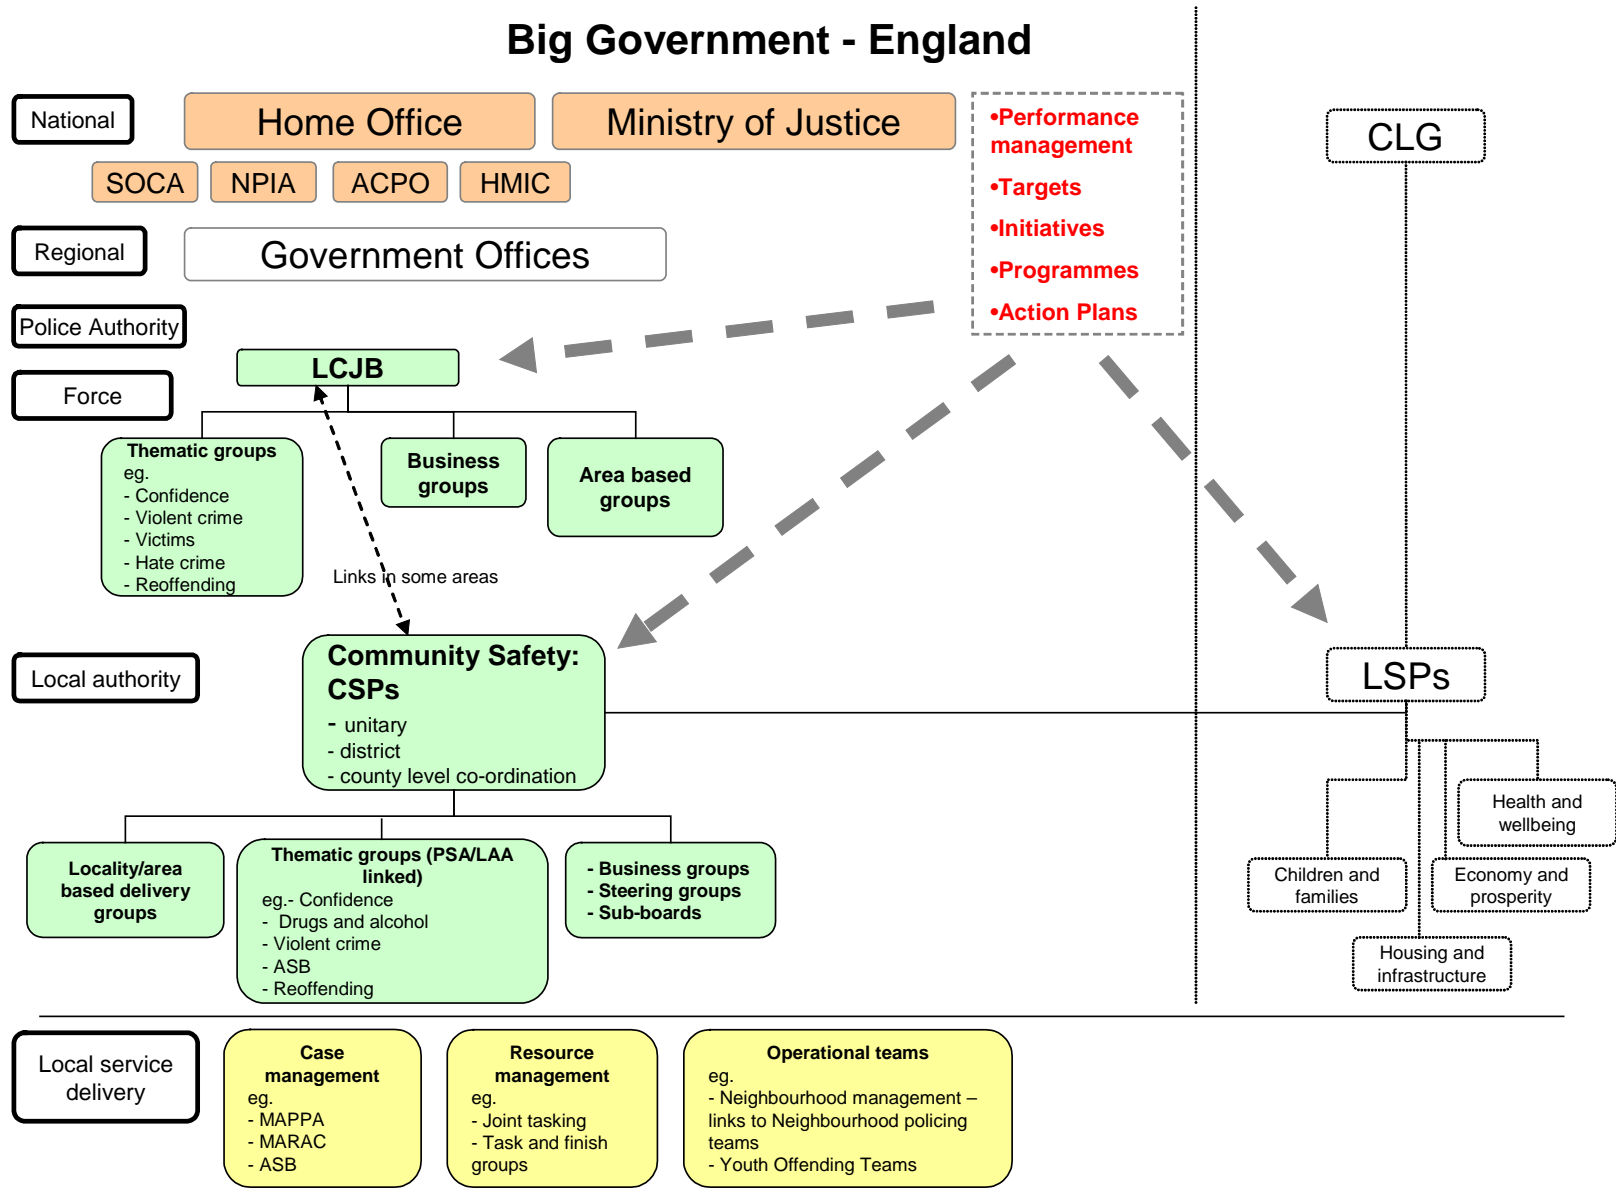 Big Government - England
National
Home Office
Ministry of Justice
•Performance
management
•Targets
•Initiatives
•Programmes
•Action Plans
CLG
SOCA
NPIA
ACPO
HMIC
Regional
Government Offices
Police Authority
LCJB
Force
Thematic groups
eg.
- Confidence
- Violent crime
- Victims
- Hate crime
- Reoffending
Business
groups
Area based
groups
Links in some areas
Local authority
Community Safety:
CSPs
- unitary
- district
- county level co-ordination
LSPs
Health and
wellbeing
Children and
families
Economy and
prosperity
Housing and
infrastructure
Locality/area
based delivery
groups
Thematic groups (PSA/LAA
linked)
eg.- Confidence
- Drugs and alcohol
- Violent crime
- ASB
- Reoffending
- Business groups
- Steering groups
- Sub-boards
Local service
delivery
Case
management
eg.
- MAPPA
- MARAC
- ASB
Resource
management
eg.
- Joint tasking
- Task and finish
groups
Operational teams
eg.
- Neighbourhood management –
links to Neighbourhood policing
teams
- Youth Offending Teams